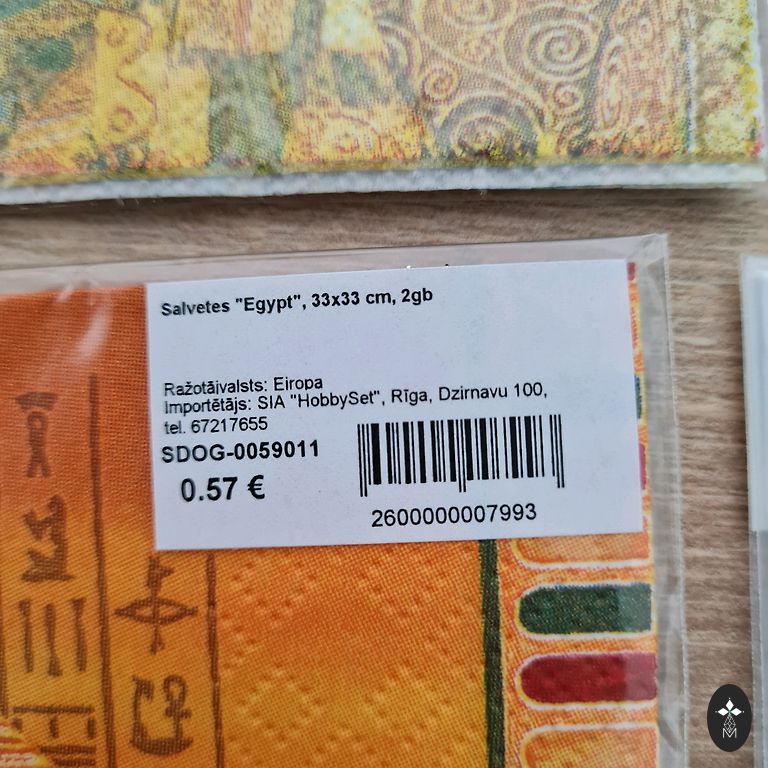 Salvetes "Egypt", 33x33 cm, 2gb
Ražotāivalsts: Eiropa
Importētājs: SIA "HobbySet", Rīga, Dzirnavu 100,
tel. 67217655
SDOG-0059011
0.57 €
2600000007993
M